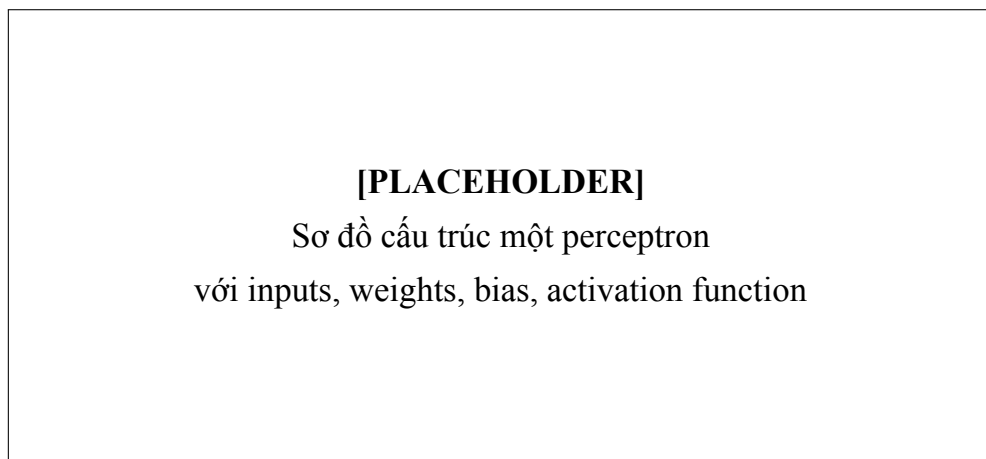 [PLACEHOLDER]
Sơ đồ cấu trúc một perceptron
với inputs, weights, bias, activation function